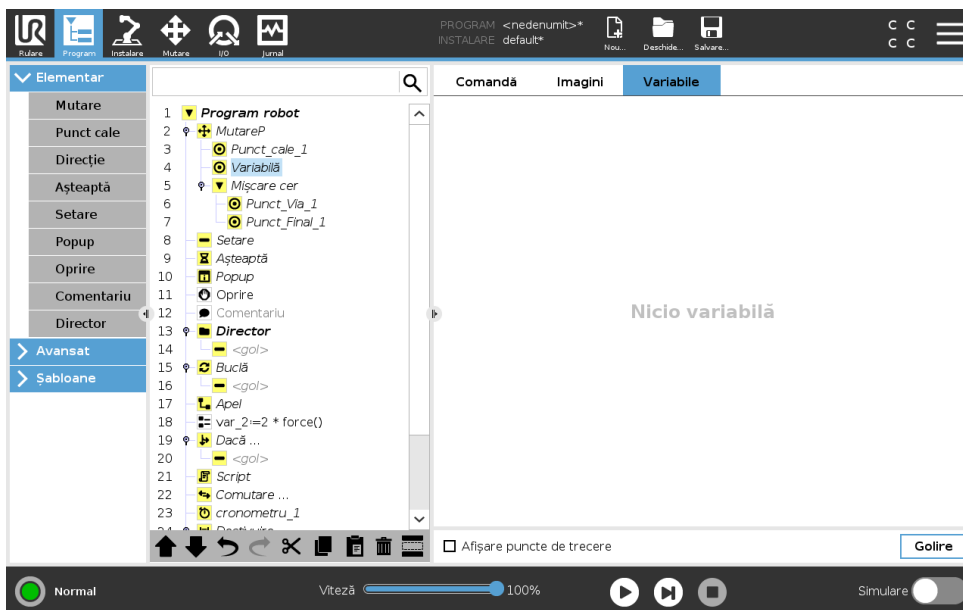 UR
Rulare
Program
Instalare
Mutare
I/O
Jurnal
PROGRAM <nedenumit>*
INSTALARE default*
Nou...
Deschide...
Salvare...
C C
C C
Elementar
Mutare
Punct cale
Direcție
Așteaptă
Setare
Popup
Oprire
Comentariu
Director
Avansat
Șabloane
1 Program robot
2 MutareP
3 Punct_cale_1
4 Variabilă
5 Mișcare cer
6 Punct_Via_1
7 Punct_Final_1
8 Setare
9 Așteaptă
10 Popup
11 Oprire
12 Comentariu
13 Director
14 <gol>
15 Buclă
16 <gol>
17 Apel
18 var_2:=2 * force()
19 Dacă ...
20 <gol>
21 Script
22 Comutare ...
23 cronometru_1
Comandă Imagini Variabile
Nicio variabilă
Afișare puncte de trecere
Golire
Normal
Viteză 100%
Simulare